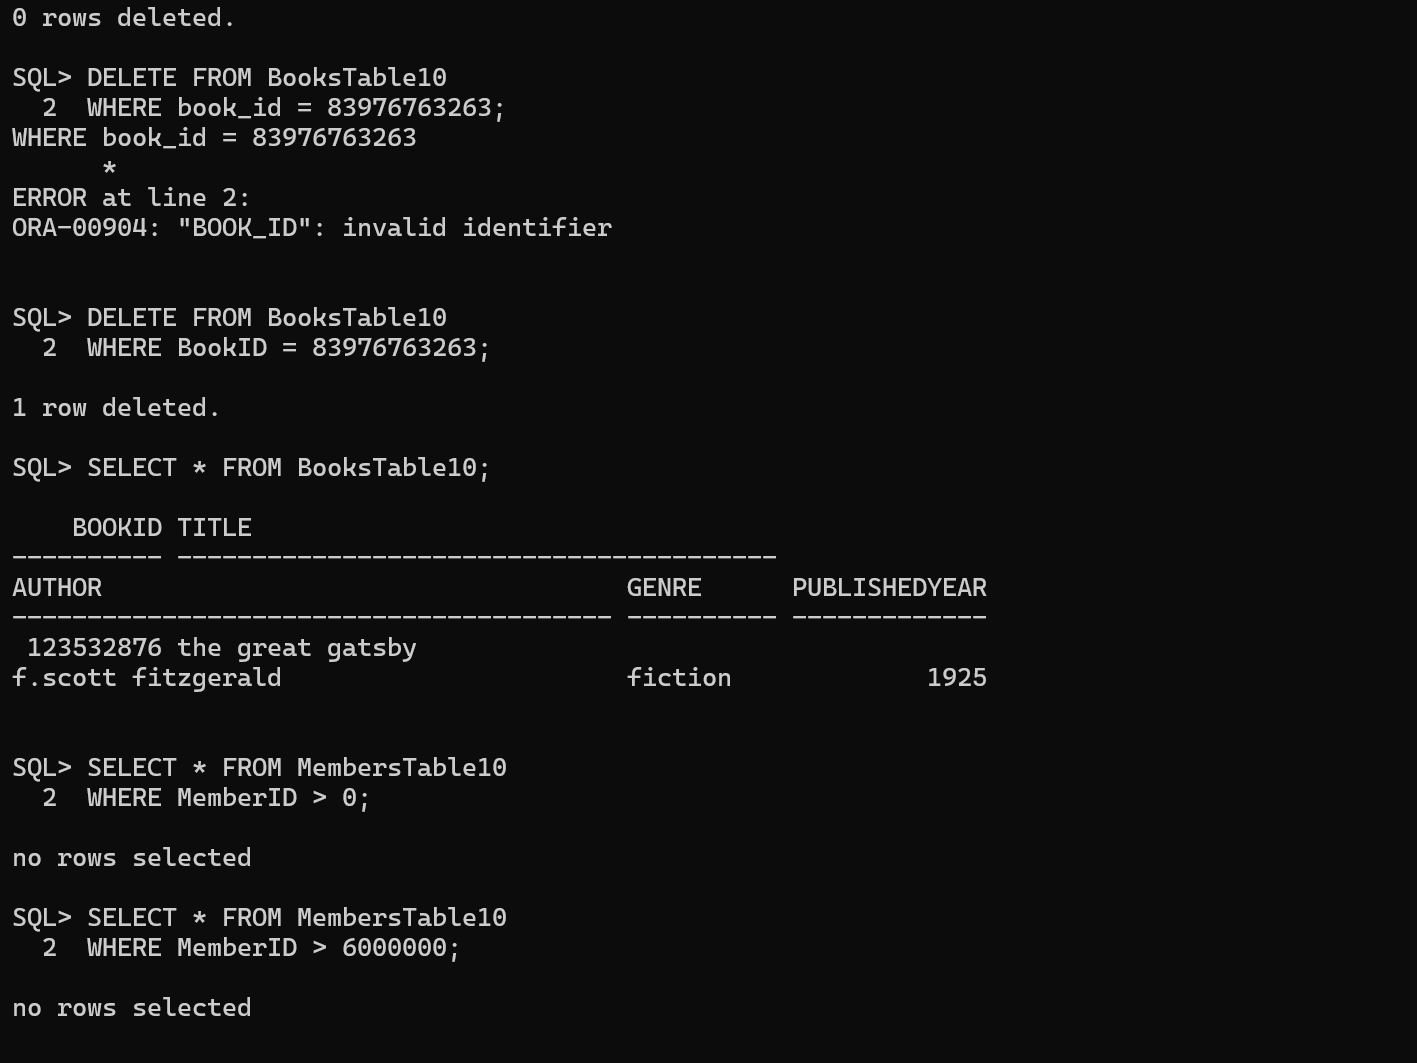 0 rows deleted.
SQL> DELETE FROM BooksTable10
  2  WHERE book_id = 83976763263;
WHERE book_id = 83976763263
      *
ERROR at line 2:
ORA-00904: "BOOK_ID": invalid identifier
SQL> DELETE FROM BooksTable10
  2  WHERE BookID = 83976763263;
1 row deleted.
SQL> SELECT * FROM BooksTable10;
    BOOKID TITLE
---------- ----------------------------------------
AUTHOR                                   GENRE      PUBLISHEDYEAR
---------------------------------------- ---------- -------------
 123532876 the great gatsby
f.scott fitzgerald                       fiction             1925
SQL> SELECT * FROM MembersTable10
  2  WHERE MemberID > 0;
no rows selected
SQL> SELECT * FROM MembersTable10
  2  WHERE MemberID > 6000000;
no rows selected